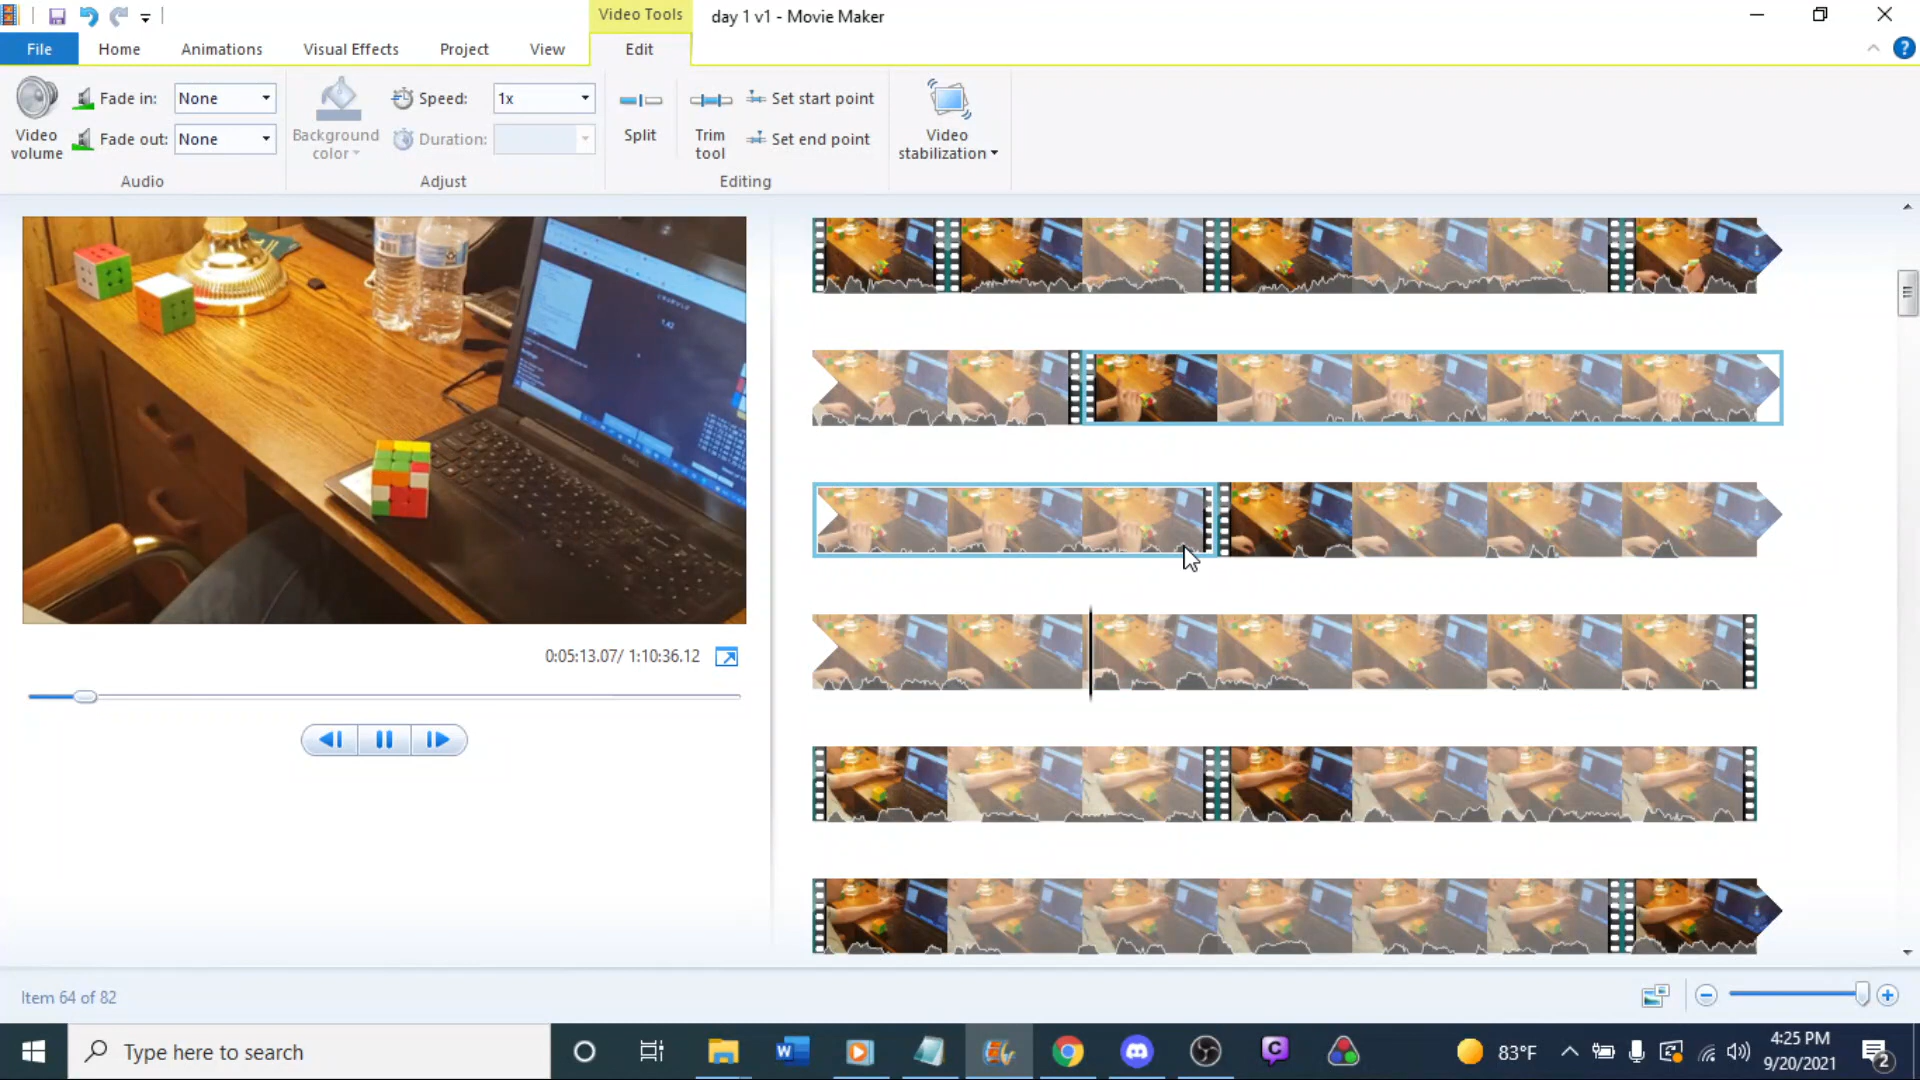 Video Tools
day 1 v1 - Movie Maker
File
Home
Animations
Visual Effects
Project
View
Edit
Video volume
Fade in:
None
Fade out:
None
Audio
Background color
Speed:
1x
Duration:
Adjust
Split
Trim tool
Set start point
Set end point
Editing
Video stabilization
0:05:13.07/ 1:10:36.12
Item 64 of 82
Type here to search
83°F
4:25 PM
9/20/2021
2